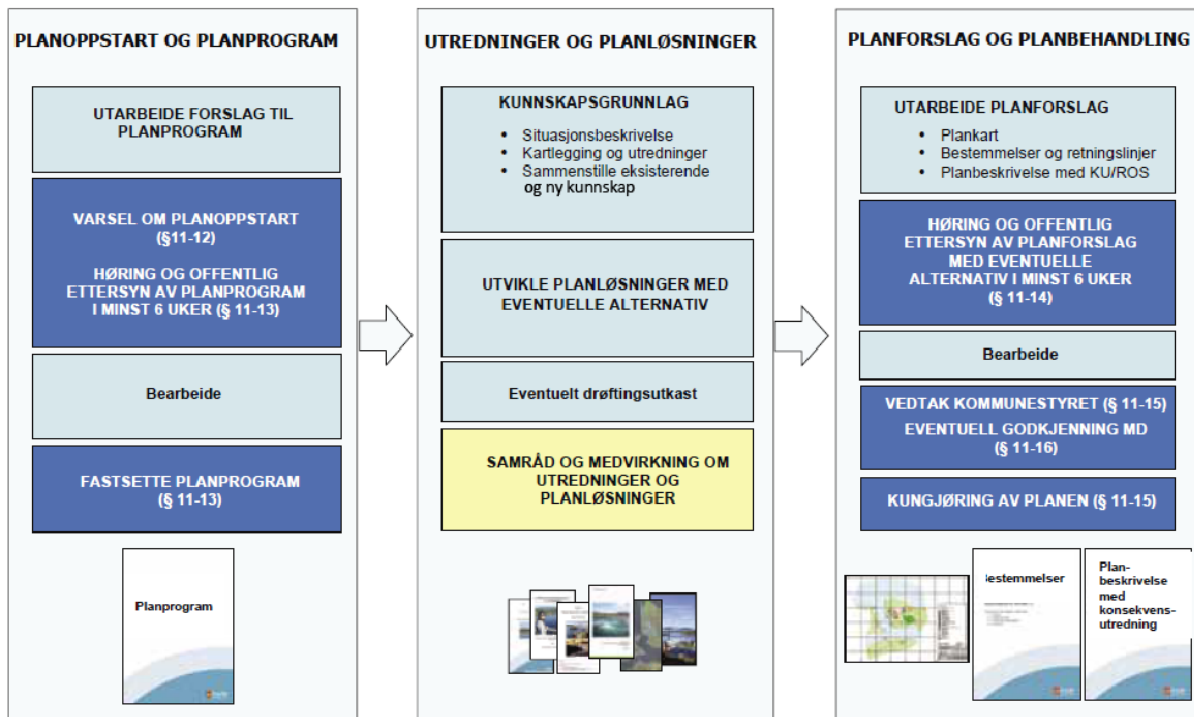 PLANOPPSTART OG PLANPROGRAM
UTARBEIDE FORSLAG TIL
PLANPROGRAM
VARSEL OM PLANOPPSTART
(§11-12)
HØRING OG OFFENTLIG
ETTERSYN AV PLANPROGRAM
I MINST 6 UKER (§ 11-13)
Bearbeide
FASTSETTE PLANPROGRAM
(§ 11-13)
Planprogram
UTREDNINGER OG PLANLØSNINGER
KUNNSKAPSGRUNNLAG
• Situasjonsbeskrivelse
• Kartlegging og utredninger
• Sammenstille eksisterende
og ny kunnskap
UTVIKLE PLANLØSNINGER MED
EVENTUELLE ALTERNATIV
Eventuelt drøftingsutkast
SAMRÅD OG MEDVIRKNING OM
UTREDNINGER OG
PLANLØSNINGER
PLANFORSLAG OG PLANBEHANDLING
UTARBEIDE PLANFORSLAG
• Plankart
• Bestemmelser og retningslinjer
• Planbeskrivelse med KU/ROS
HØRING OG OFFENTLIG
ETTERSYN AV PLANFORSLAG
MED EVENTUELLE
ALTERNATIV I MINST 6 UKER
(§ 11-14)
Bearbeide
VEDTAK KOMMUNESTYRET (§ 11-15)
EVENTUELL GODKJENNING MD
(§ 11-16)
KUNGJØRING AV PLANEN (§ 11-15)
Bestemmelser
Plan-
beskrivelse
med
konsekvens-
utredning